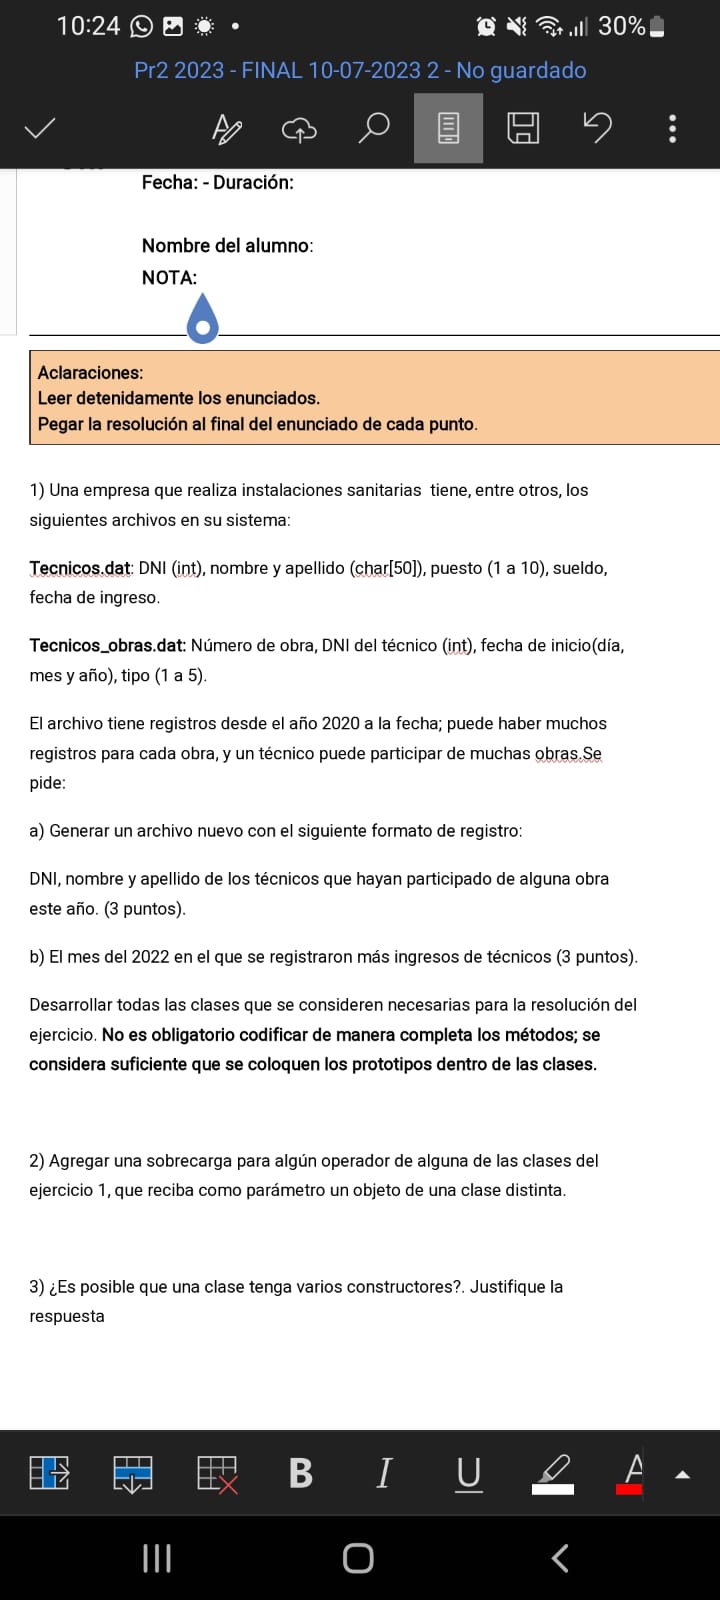 10:24
30%
Pr2 2023 - FINAL 10-07-2023 2 - No guardado
Fecha: - Duración:
Nombre del alumno:
NOTA:
Aclaraciones:
Leer detenidamente los enunciados.
Pegar la resolución al final del enunciado de cada punto.
1) Una empresa que realiza instalaciones sanitarias  tiene, entre otros, los
siguientes archivos en su sistema:
Tecnicos.dat: DNI (int), nombre y apellido (char[50]), puesto (1 a 10), sueldo,
fecha de ingreso.
Tecnicos_obras.dat: Número de obra, DNI del técnico (int), fecha de inicio(día,
mes y año), tipo (1 a 5).
El archivo tiene registros desde el año 2020 a la fecha; puede haber muchos
registros para cada obra, y un técnico puede participar de muchas obras.Se
pide:
a) Generar un archivo nuevo con el siguiente formato de registro:
DNI, nombre y apellido de los técnicos que hayan participado de alguna obra
este año. (3 puntos).
b) El mes del 2022 en el que se registraron más ingresos de técnicos (3 puntos).
Desarrollar todas las clases que se consideren necesarias para la resolución del
ejercicio. No es obligatorio codificar de manera completa los métodos; se
considera suficiente que se coloquen los prototipos dentro de las clases.
2) Agregar una sobrecarga para algún operador de alguna de las clases del
ejercicio 1, que reciba como parámetro un objeto de una clase distinta.
3) ¿Es posible que una clase tenga varios constructores?. Justifique la
respuesta
B I U A